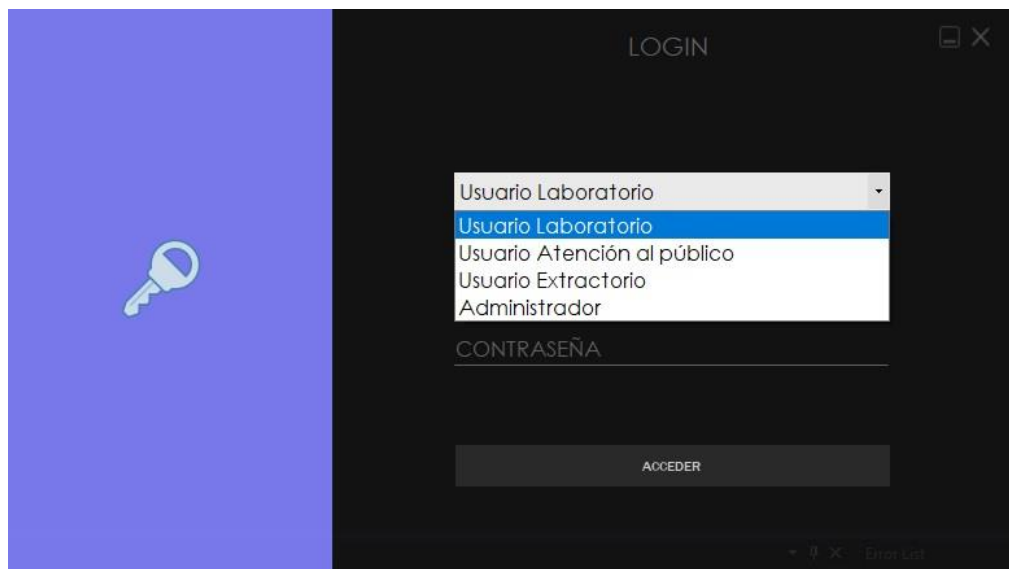 LOGIN
Usuario Laboratorio
Usuario Laboratorio
Usuario Atención al público
Usuario Extractorio
Administrador
CONTRASEÑA
ACCEDER
Error List